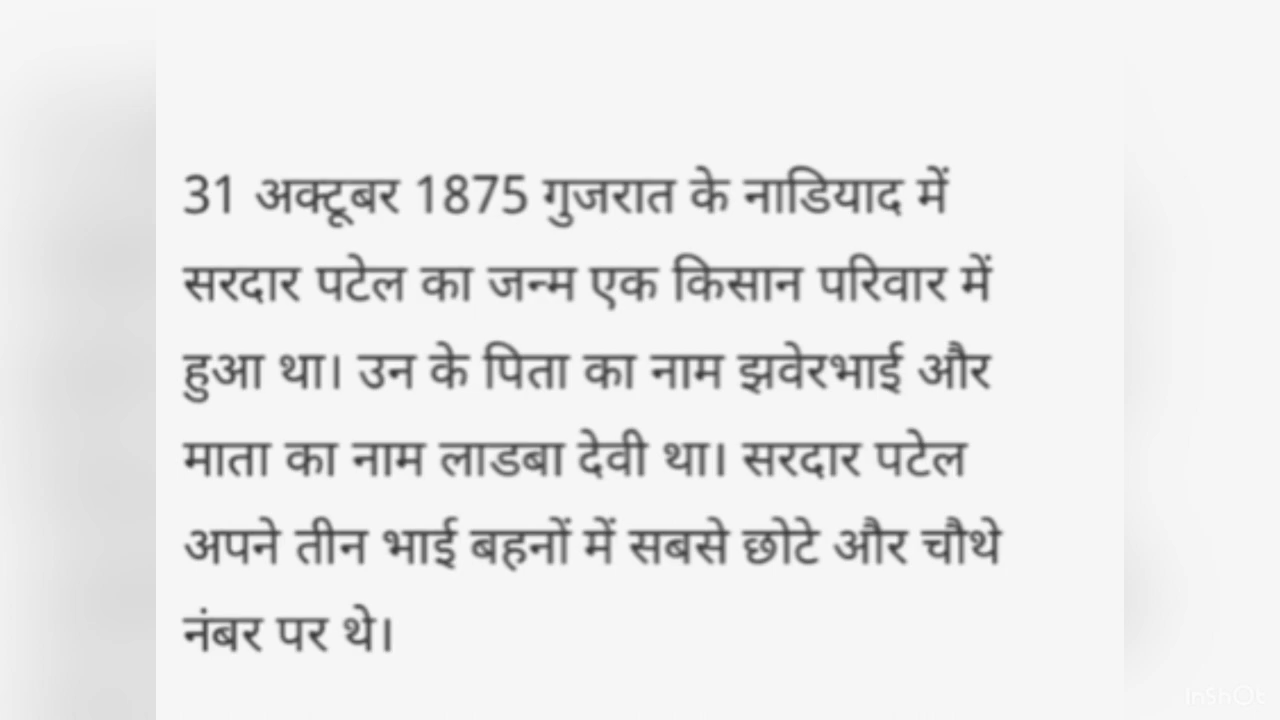 31 अक्टूबर 1875 गुजरात के नाडियाद में
सरदार पटेल का जन्म एक किसान परिवार में
हुआ था। उन के पिता का नाम झवेरभाई और
माता का नाम लाडबा देवी था। सरदार पटेल
अपने तीन भाई बहनों में सबसे छोटे और चौथे
नंबर पर थे।
InShOt